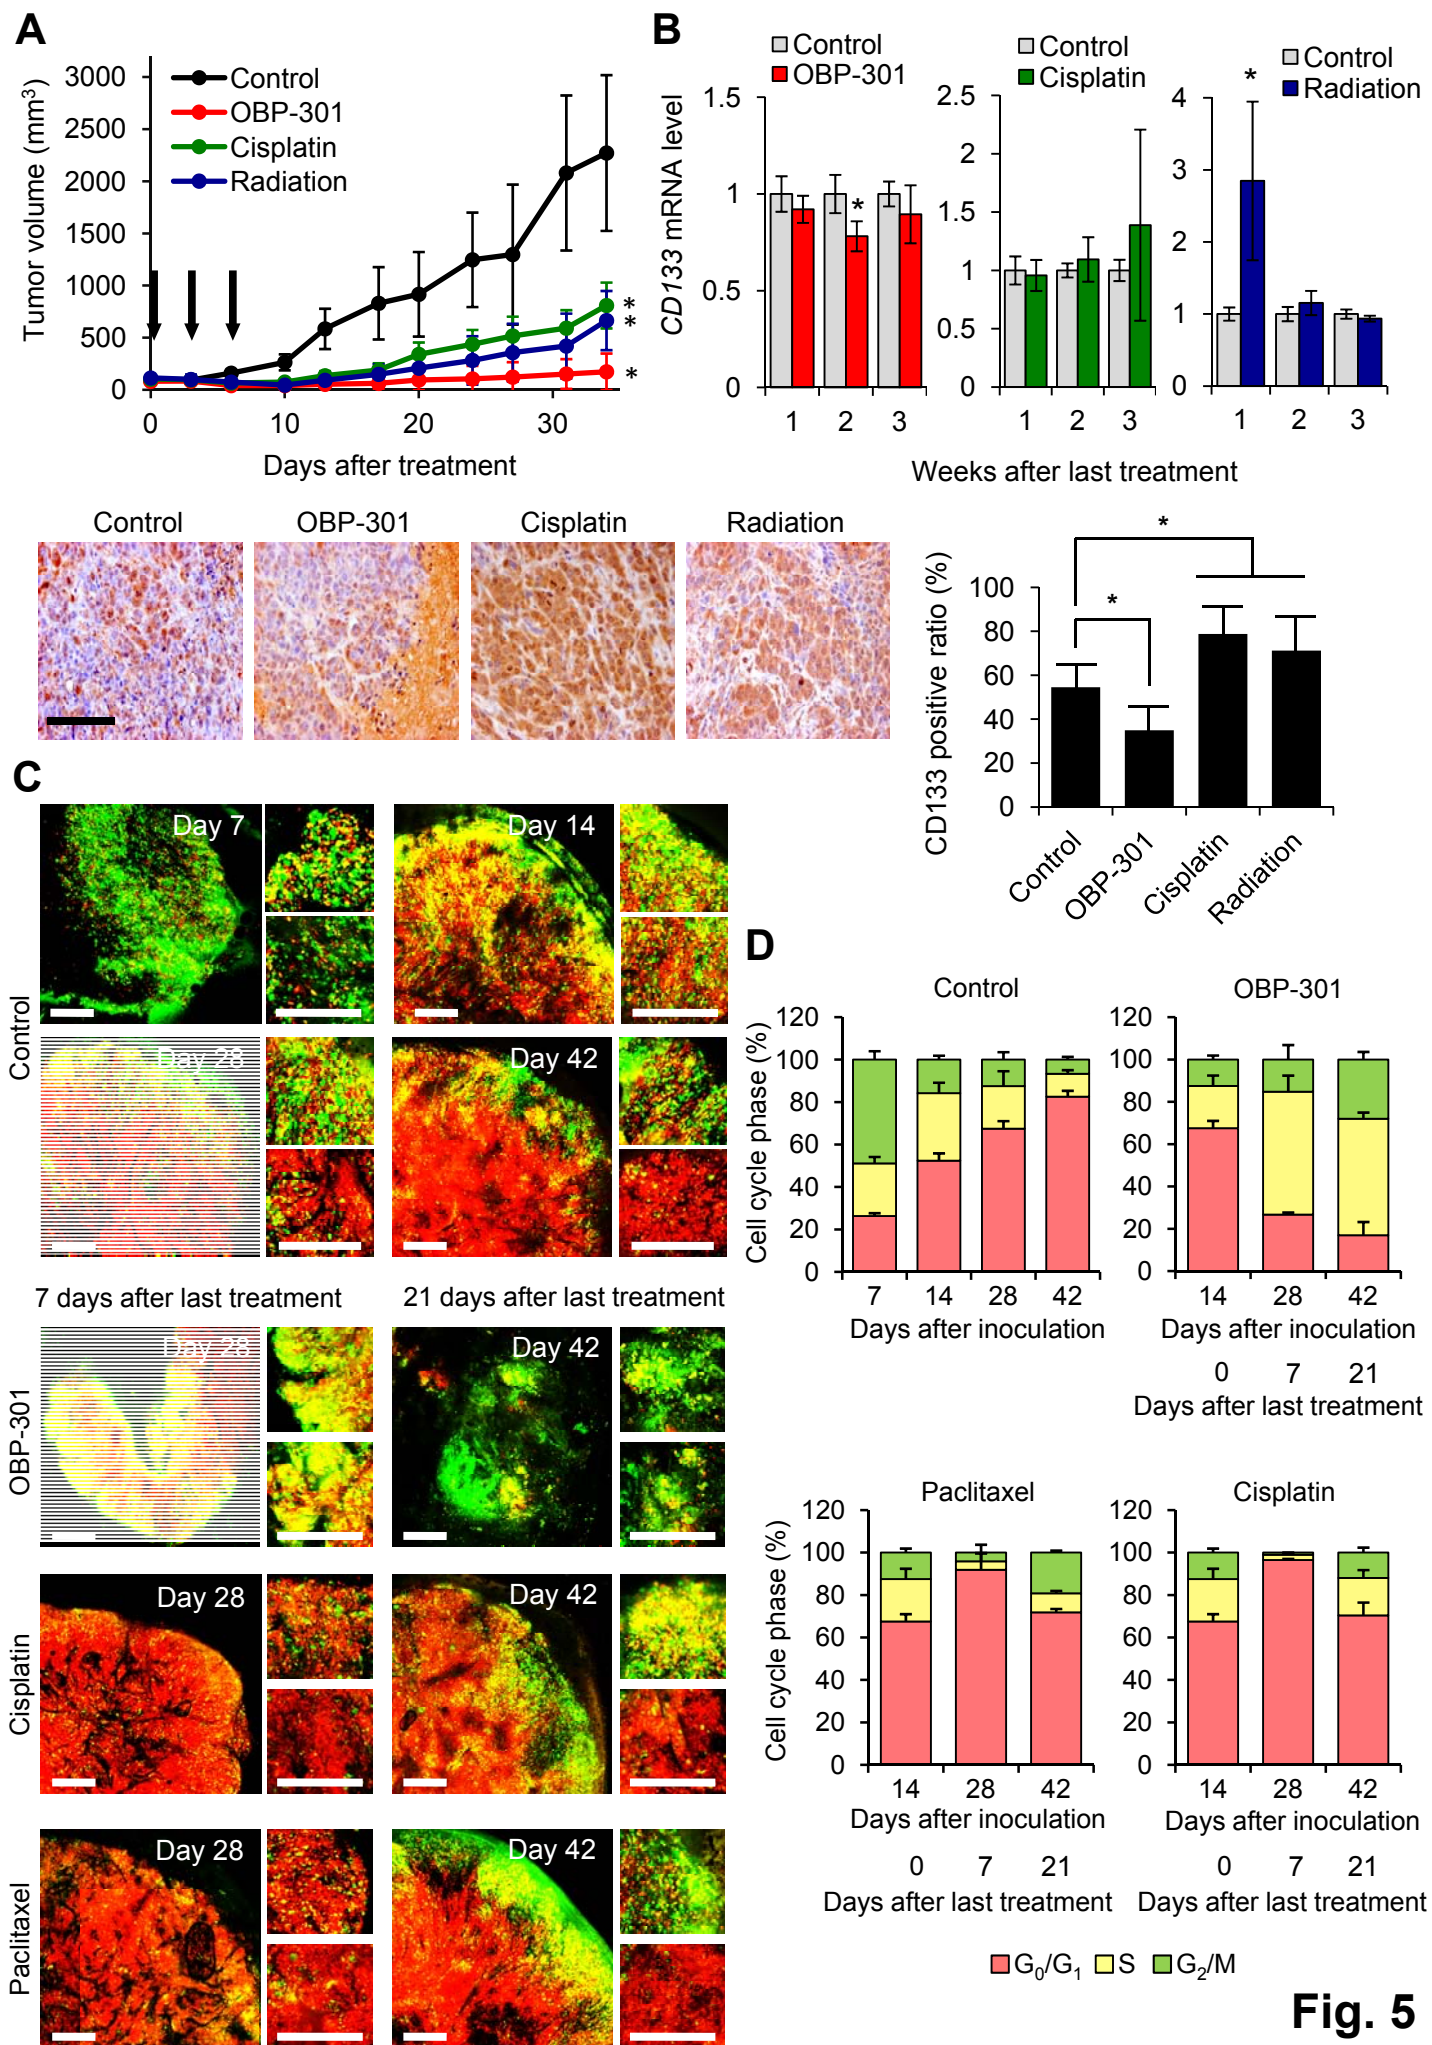 A
Tumor volume (mm3)
3000
2500
2000
1500
1000
500
0
Control
OBP-301
Cisplatin
Radiation
*
*
*
0 10 20 30
Days after treatment
B
CD133 mRNA level
Control
OBP-301
1.5
1
0.5
0
*
1 2 3
Control
Cisplatin
2.5
2
1.5
1
0.5
0
1 2 3
Control
Radiation
4
3
2
1
0
*
1 2 3
Weeks after last treatment
Control OBP-301 Cisplatin Radiation
CD133 positive ratio (%)
100
80
60
40
20
0
*
*
Control
OBP-301
Cisplatin
Radiation
C
Control
Day 7
Day 14
Day 28
Day 42
7 days after last treatment
21 days after last treatment
OBP-301
Day 28
Day 42
Cisplatin
Day 28
Day 42
Paclitaxel
Day 28
Day 42
D
Control
Cell cycle phase (%)
120
100
80
60
40
20
0
7 14 28 42
Days after inoculation
OBP-301
120
100
80
60
40
20
0
14 28 42
Days after inoculation
0 7 21
Days after last treatment
Paclitaxel
Cell cycle phase (%)
120
100
80
60
40
20
0
14 28 42
Days after inoculation
0 7 21
Days after last treatment
Cisplatin
120
100
80
60
40
20
0
14 28 42
Days after inoculation
0 7 21
Days after last treatment
G0/G1 S G2/M
Fig. 5